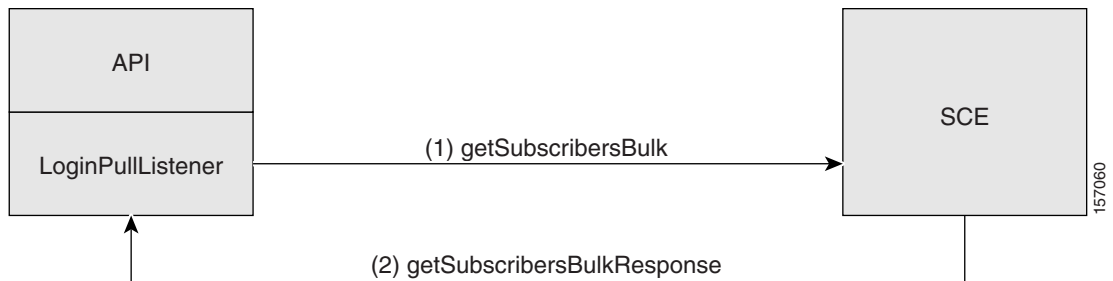 API
LoginPullListener
(1) getSubscribersBulk
SCE
157060
(2) getSubscribersBulkResponse